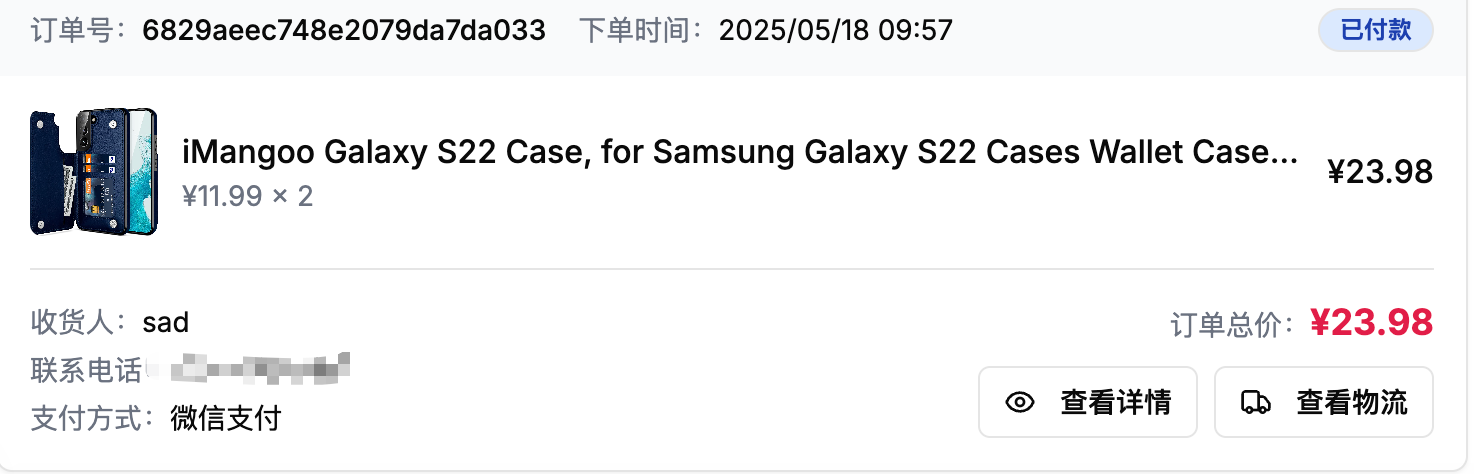 订单号：6829aeec748e2079da7da033 下单时间：2025/05/18 09:57 已付款
iMangoo Galaxy S22 Case, for Samsung Galaxy S22 Cases Wallet Case...
¥11.99 × 2
¥23.98
收货人：sad
联系电话
支付方式：微信支付
订单总价：¥23.98
查看详情 查看物流